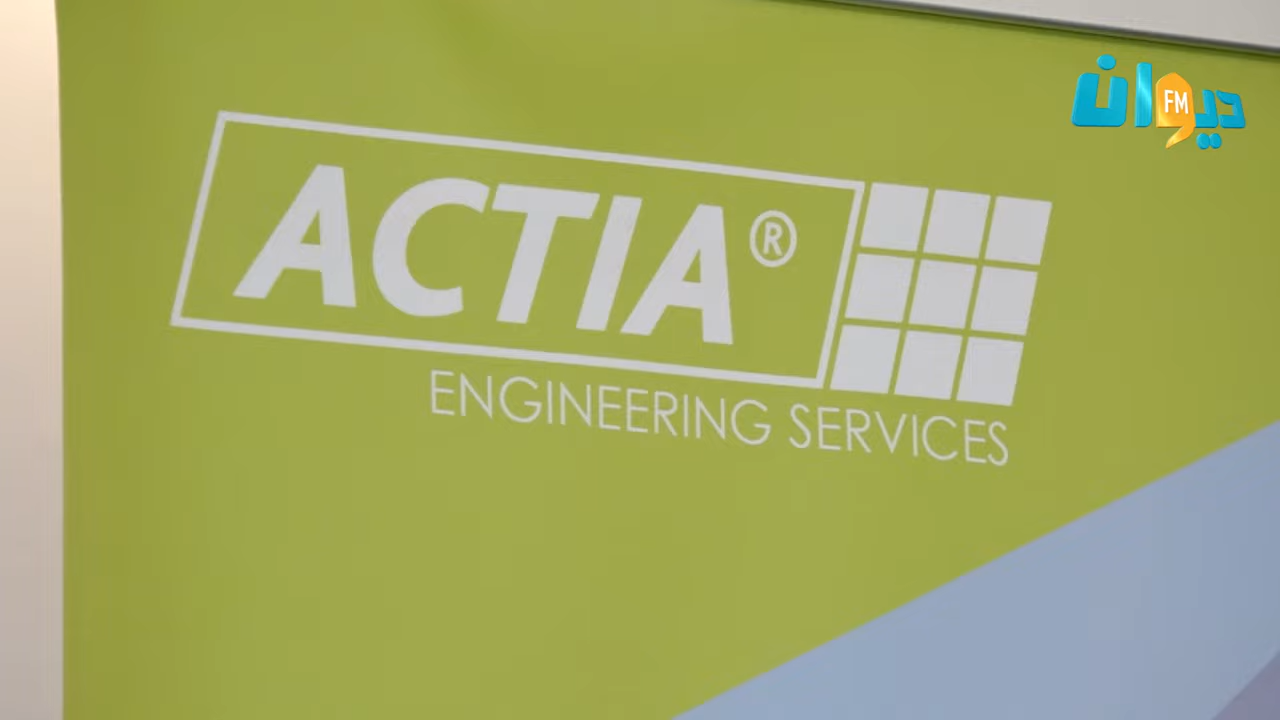 ديوان FM
ACTIA®
ENGINEERING SERVICES